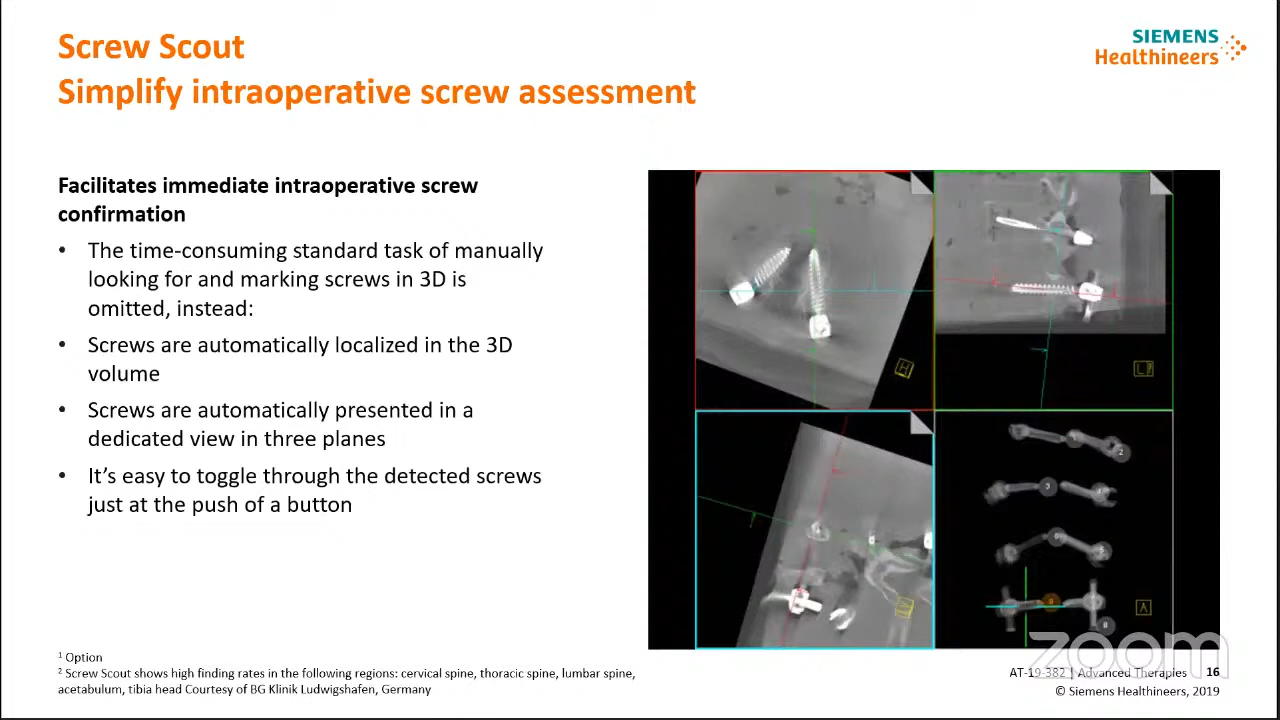 Screw Scout
Simplify intraoperative screw assessment
SIEMENS
Healthineers
Facilitates immediate intraoperative screw
confirmation
• The time-consuming standard task of manually
looking for and marking screws in 3D is
omitted, instead:
• Screws are automatically localized in the 3D
volume
• Screws are automatically presented in a
dedicated view in three planes
• It's easy to toggle through the detected screws
just at the push of a button
H
A
2
3
8
1 Option
2 Screw Scout shows high finding rates in the following regions: cervical spine, thoracic spine, lumbar spine,
acetabulum, tibia head Courtesy of BG Klinik Ludwigshafen, Germany
zoom
AT-19-382 | Advanced Therapies 16
© Siemens Healthineers, 2019